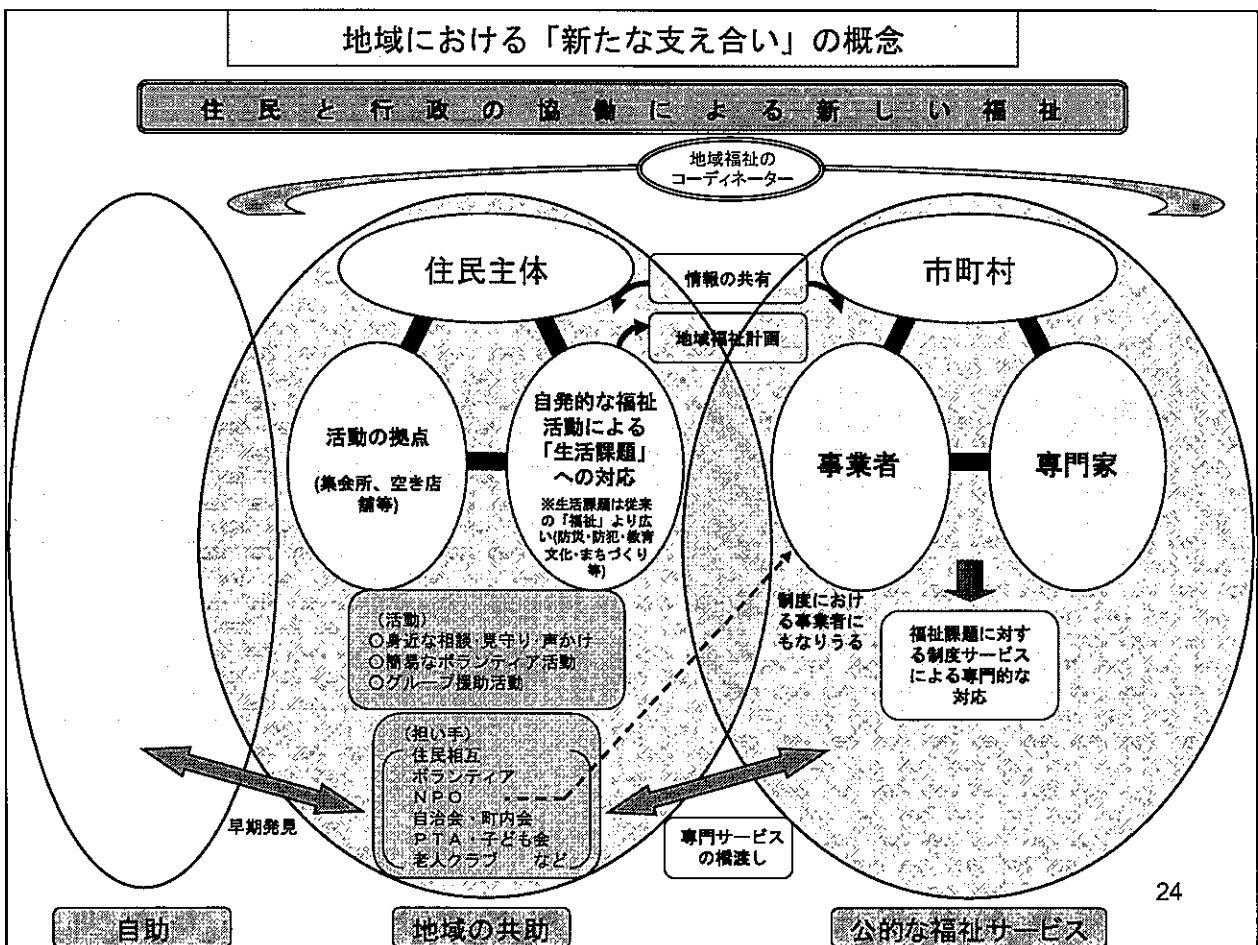 地域における「新たな支え合い」の概念
住民と行政の協働による新しい福祉
地域福祉の
コーディネーター
住民主体
情報の共有
市町村
地域福祉計画
活動の拠点
(集会所、空き店
舗等)
自発的な福祉
活動による
「生活課題」
への対応
※生活課題は従来
の「福祉」より広
い(防災・防犯・教育
文化・まちづくり
等)
事業者
専門家
制度におけ
る事業者に
もなりうる
福祉課題に対す
る制度サービス
による専門的な
対応
(活動)
○身近な相談・見守り・声かけ
○簡易なボランティア活動
○グループ援助活動
(担い手)
住民相互
ボランティア
NPO
自治会・町内会
PTA・子ども会
老人クラブ など
早期発見
専門サービス
の橋渡し
24
自助
地域の共助
公的な福祉サービス